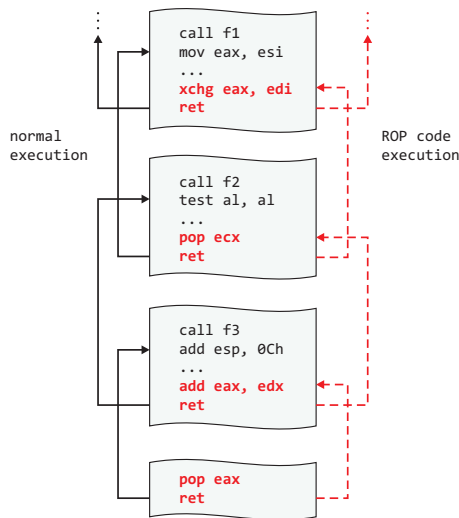 call f1
mov eax, esi
...
xchg eax, edi
ret
normal
execution
ROP code
execution
call f2
test al, al
...
pop ecx
ret
call f3
add esp, 0Ch
...
add eax, edx
ret
pop eax
ret